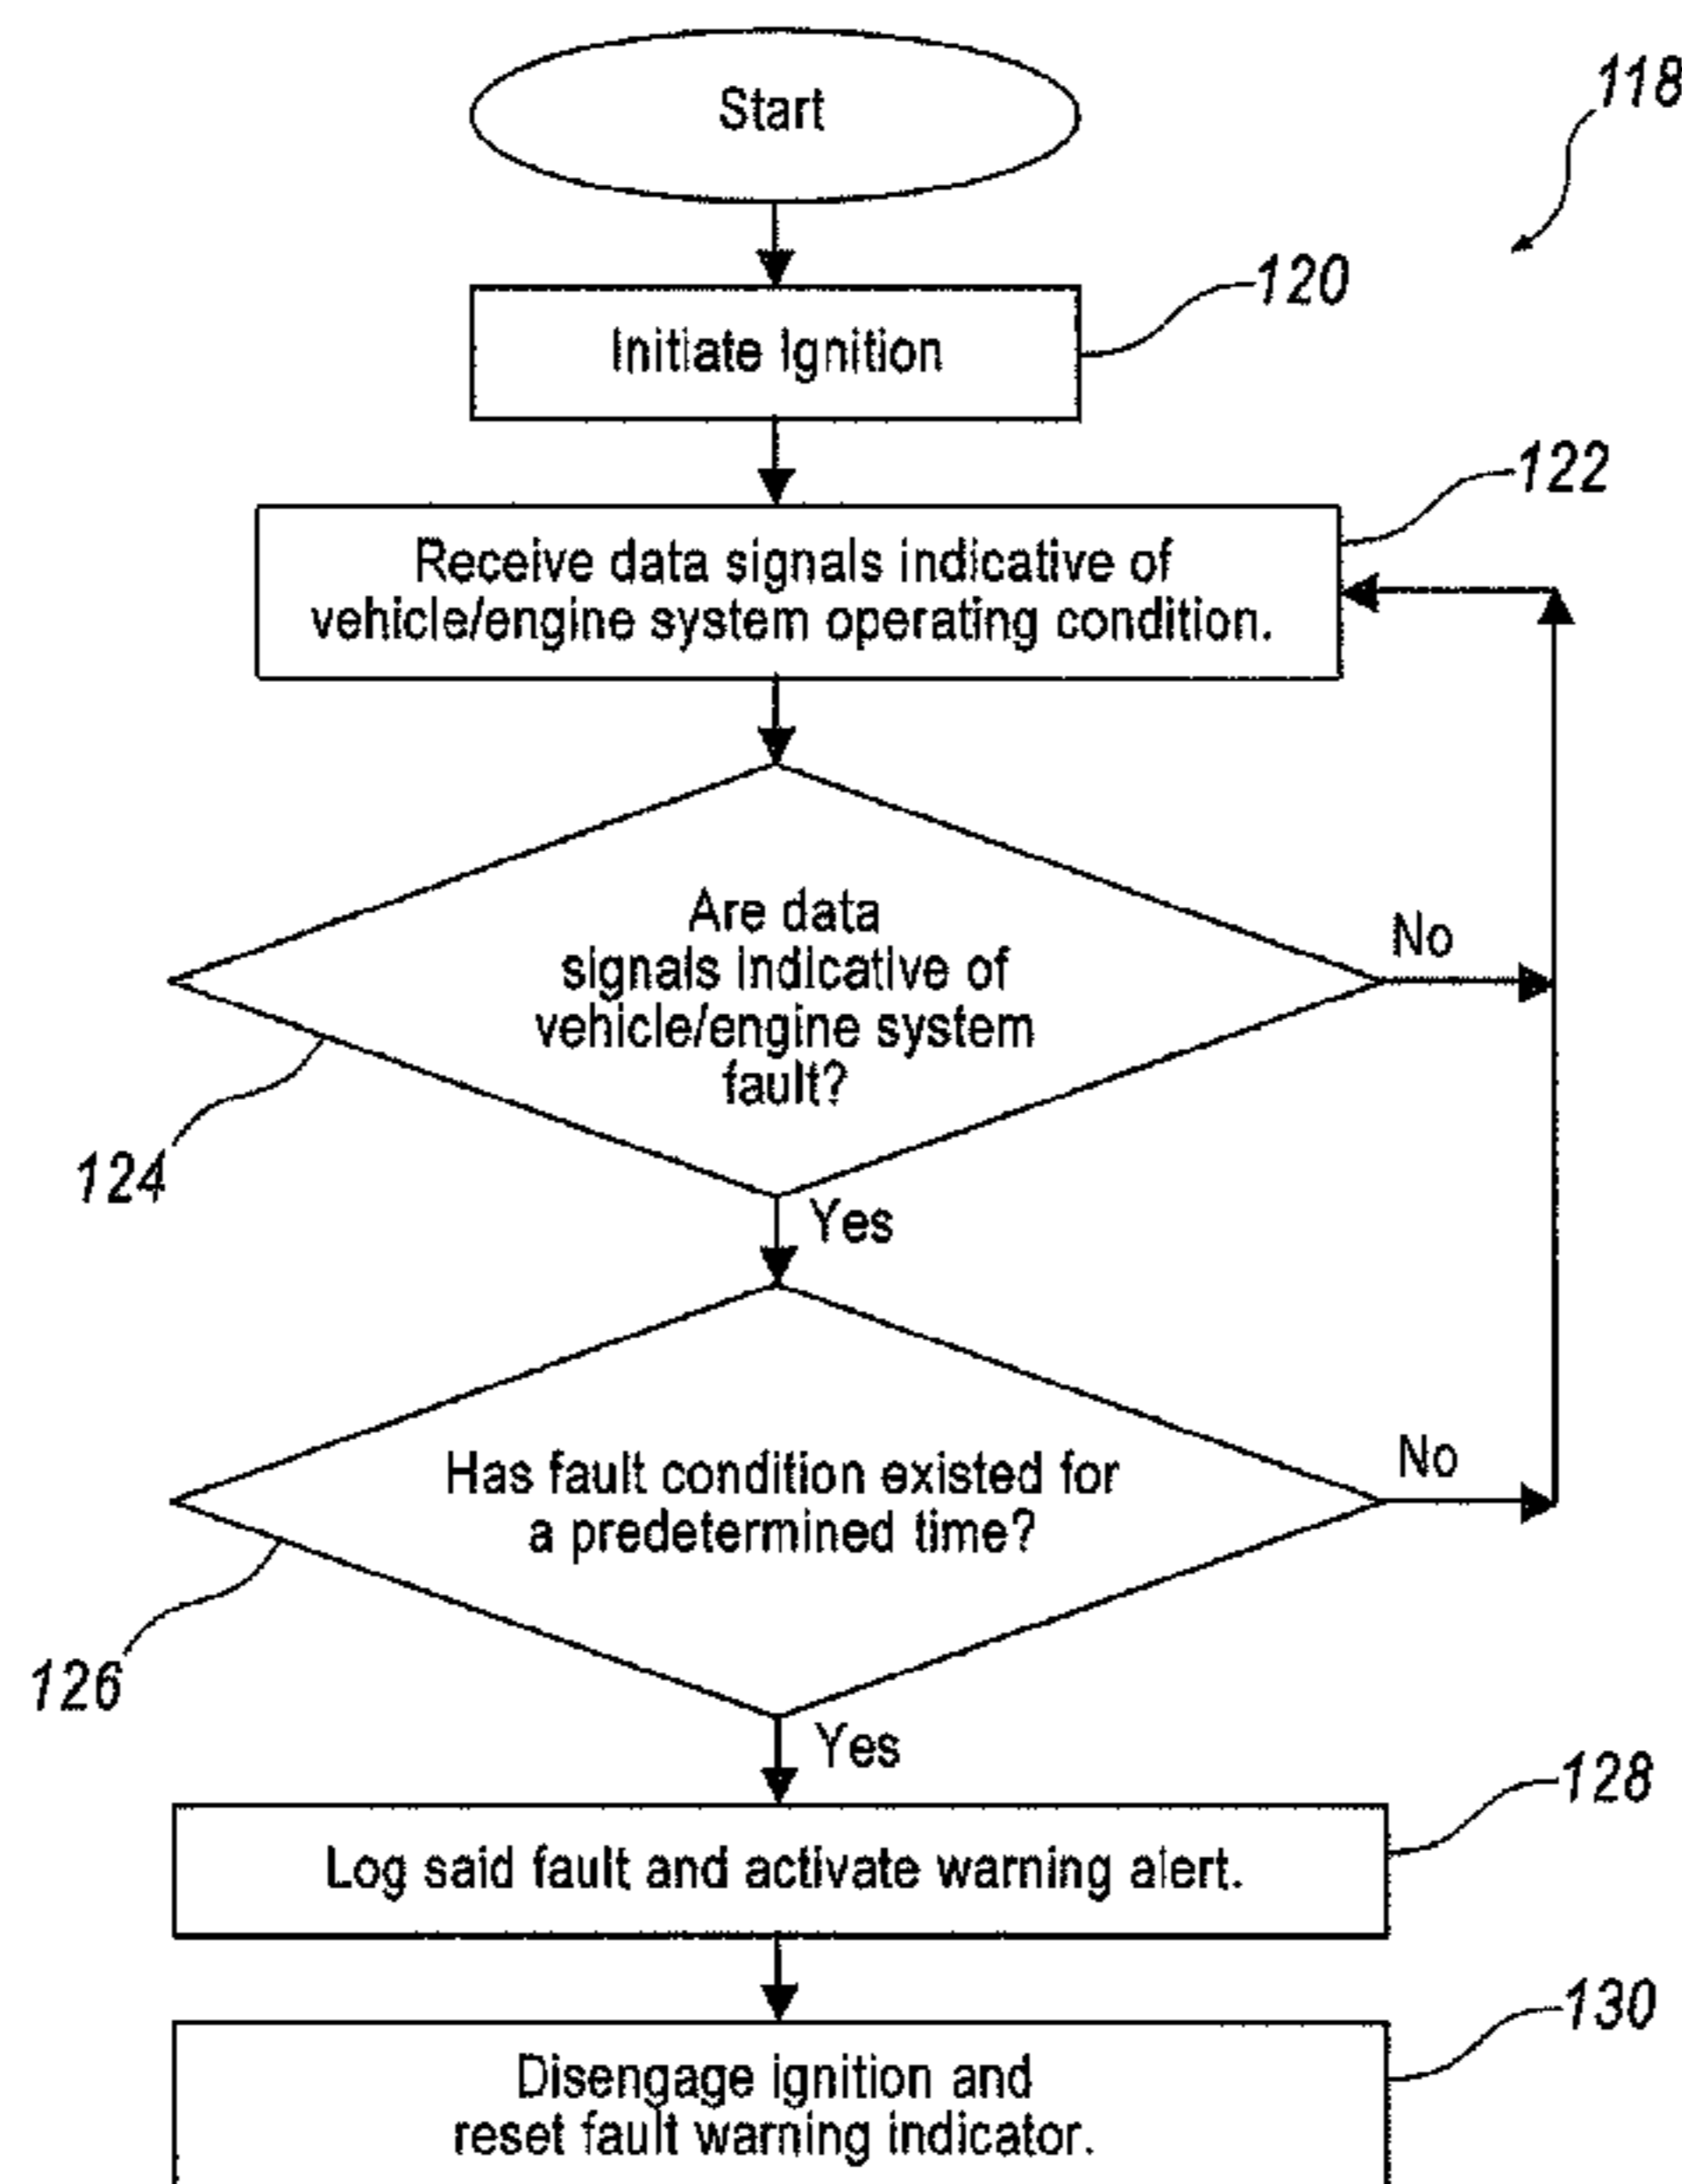 Start
118
120
Initiate Ignition
122
Receive data signals indicative of
vehicle/engine system operating condition.
Are data
signals indicative of
vehicle/engine system
fault?
No
124
Yes
Has fault condition existed for
a predetermined time?
No
126
Yes
128
Log said fault and activate warning alert.
130
Disengage ignition and
reset fault warning indicator.